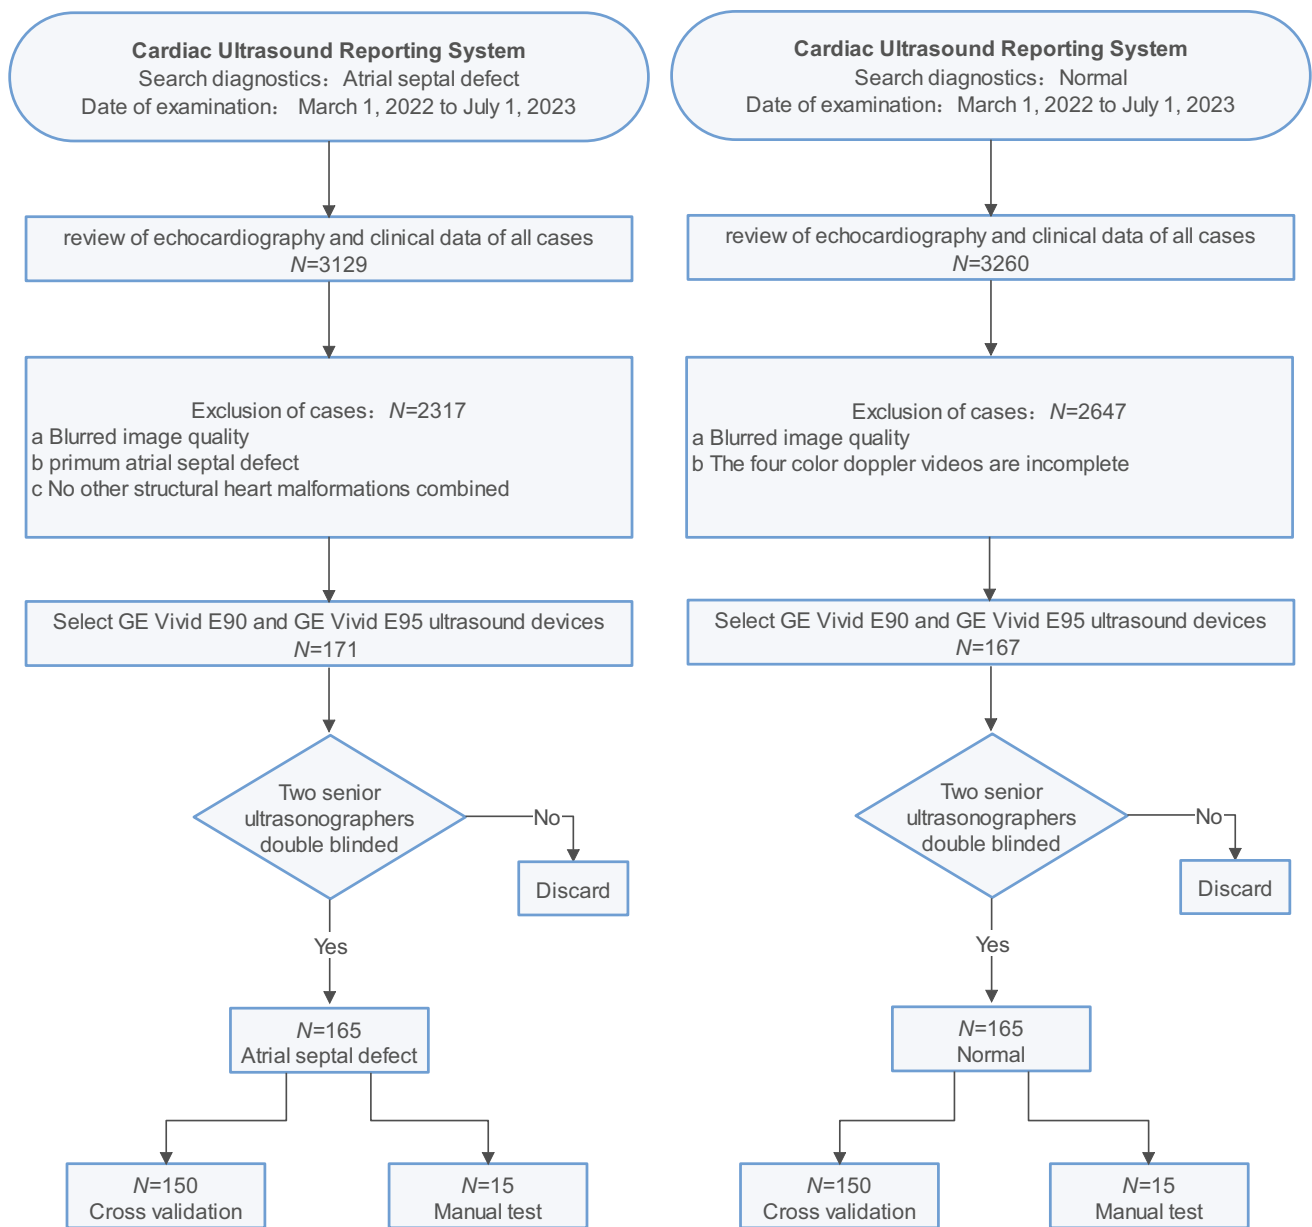 Cardiac Ultrasound Reporting System
Search diagnostics：Atrial septal defect
Date of examination： March 1, 2022 to July 1, 2023
review of echocardiography and clinical data of all cases
N=3129
Exclusion of cases：N=2317
a Blurred image quality
b primum atrial septal defect
c No other structural heart malformations combined
Select GE Vivid E90 and GE Vivid E95 ultrasound devices
N=171
Two senior
ultrasonographers
double blinded
No
Discard
Yes
N=165
Atrial septal defect
N=150
Cross validation
N=15
Manual test
Cardiac Ultrasound Reporting System
Search diagnostics：Normal
Date of examination： March 1, 2022 to July 1, 2023
review of echocardiography and clinical data of all cases
N=3260
Exclusion of cases：N=2647
a Blurred image quality
b The four color doppler videos are incomplete
Select GE Vivid E90 and GE Vivid E95 ultrasound devices
N=167
Two senior
ultrasonographers
double blinded
No
Discard
Yes
N=165
Normal
N=150
Cross validation
N=15
Manual test